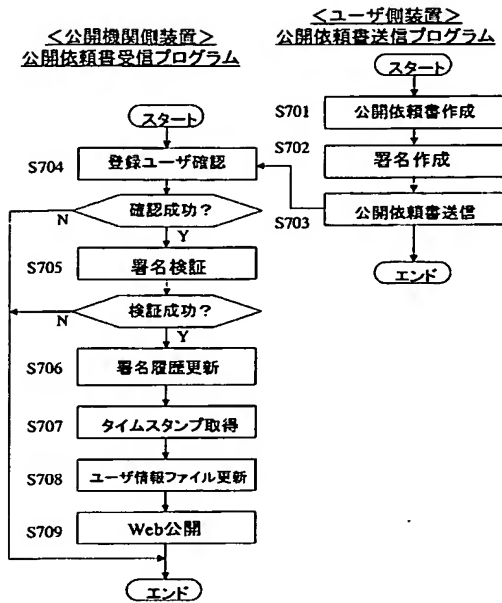 ＜公開機関側装置＞
公開依頼書受信プログラム
スタート
S704
登録ユーザ確認
確認成功？
N
Y
S705
署名検証
検証成功？
N
Y
S706
署名履歴更新
S707
タイムスタンプ取得
S708
ユーザ情報ファイル更新
S709
Web公開
エンド
＜ユーザ側装置＞
公開依頼書送信プログラム
スタート
S701
公開依頼書作成
S702
署名作成
S703
公開依頼書送信
エンド